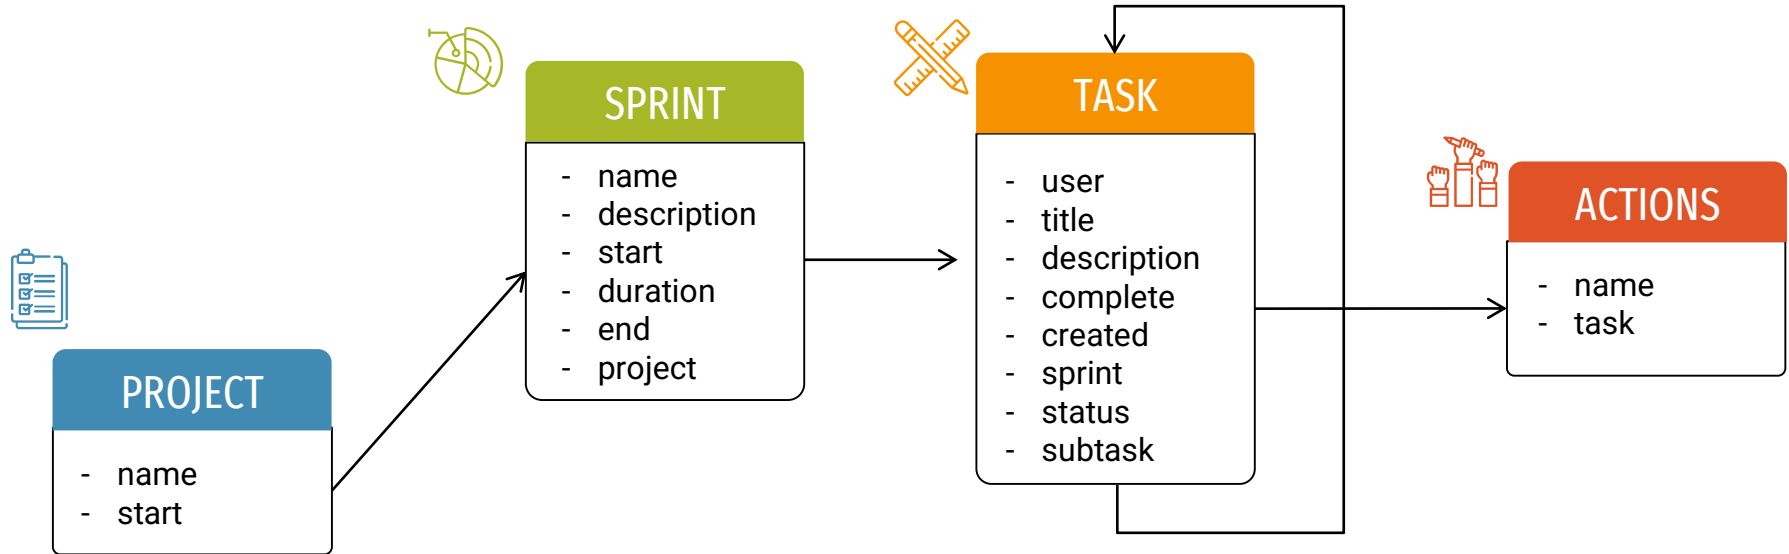 PROJECT
- name
- start
SPRINT
- name
- description
- start
- duration
- end
- project
TASK
- user
- title
- description
- complete
- created
- sprint
- status
- subtask
ACTIONS
- name
- task